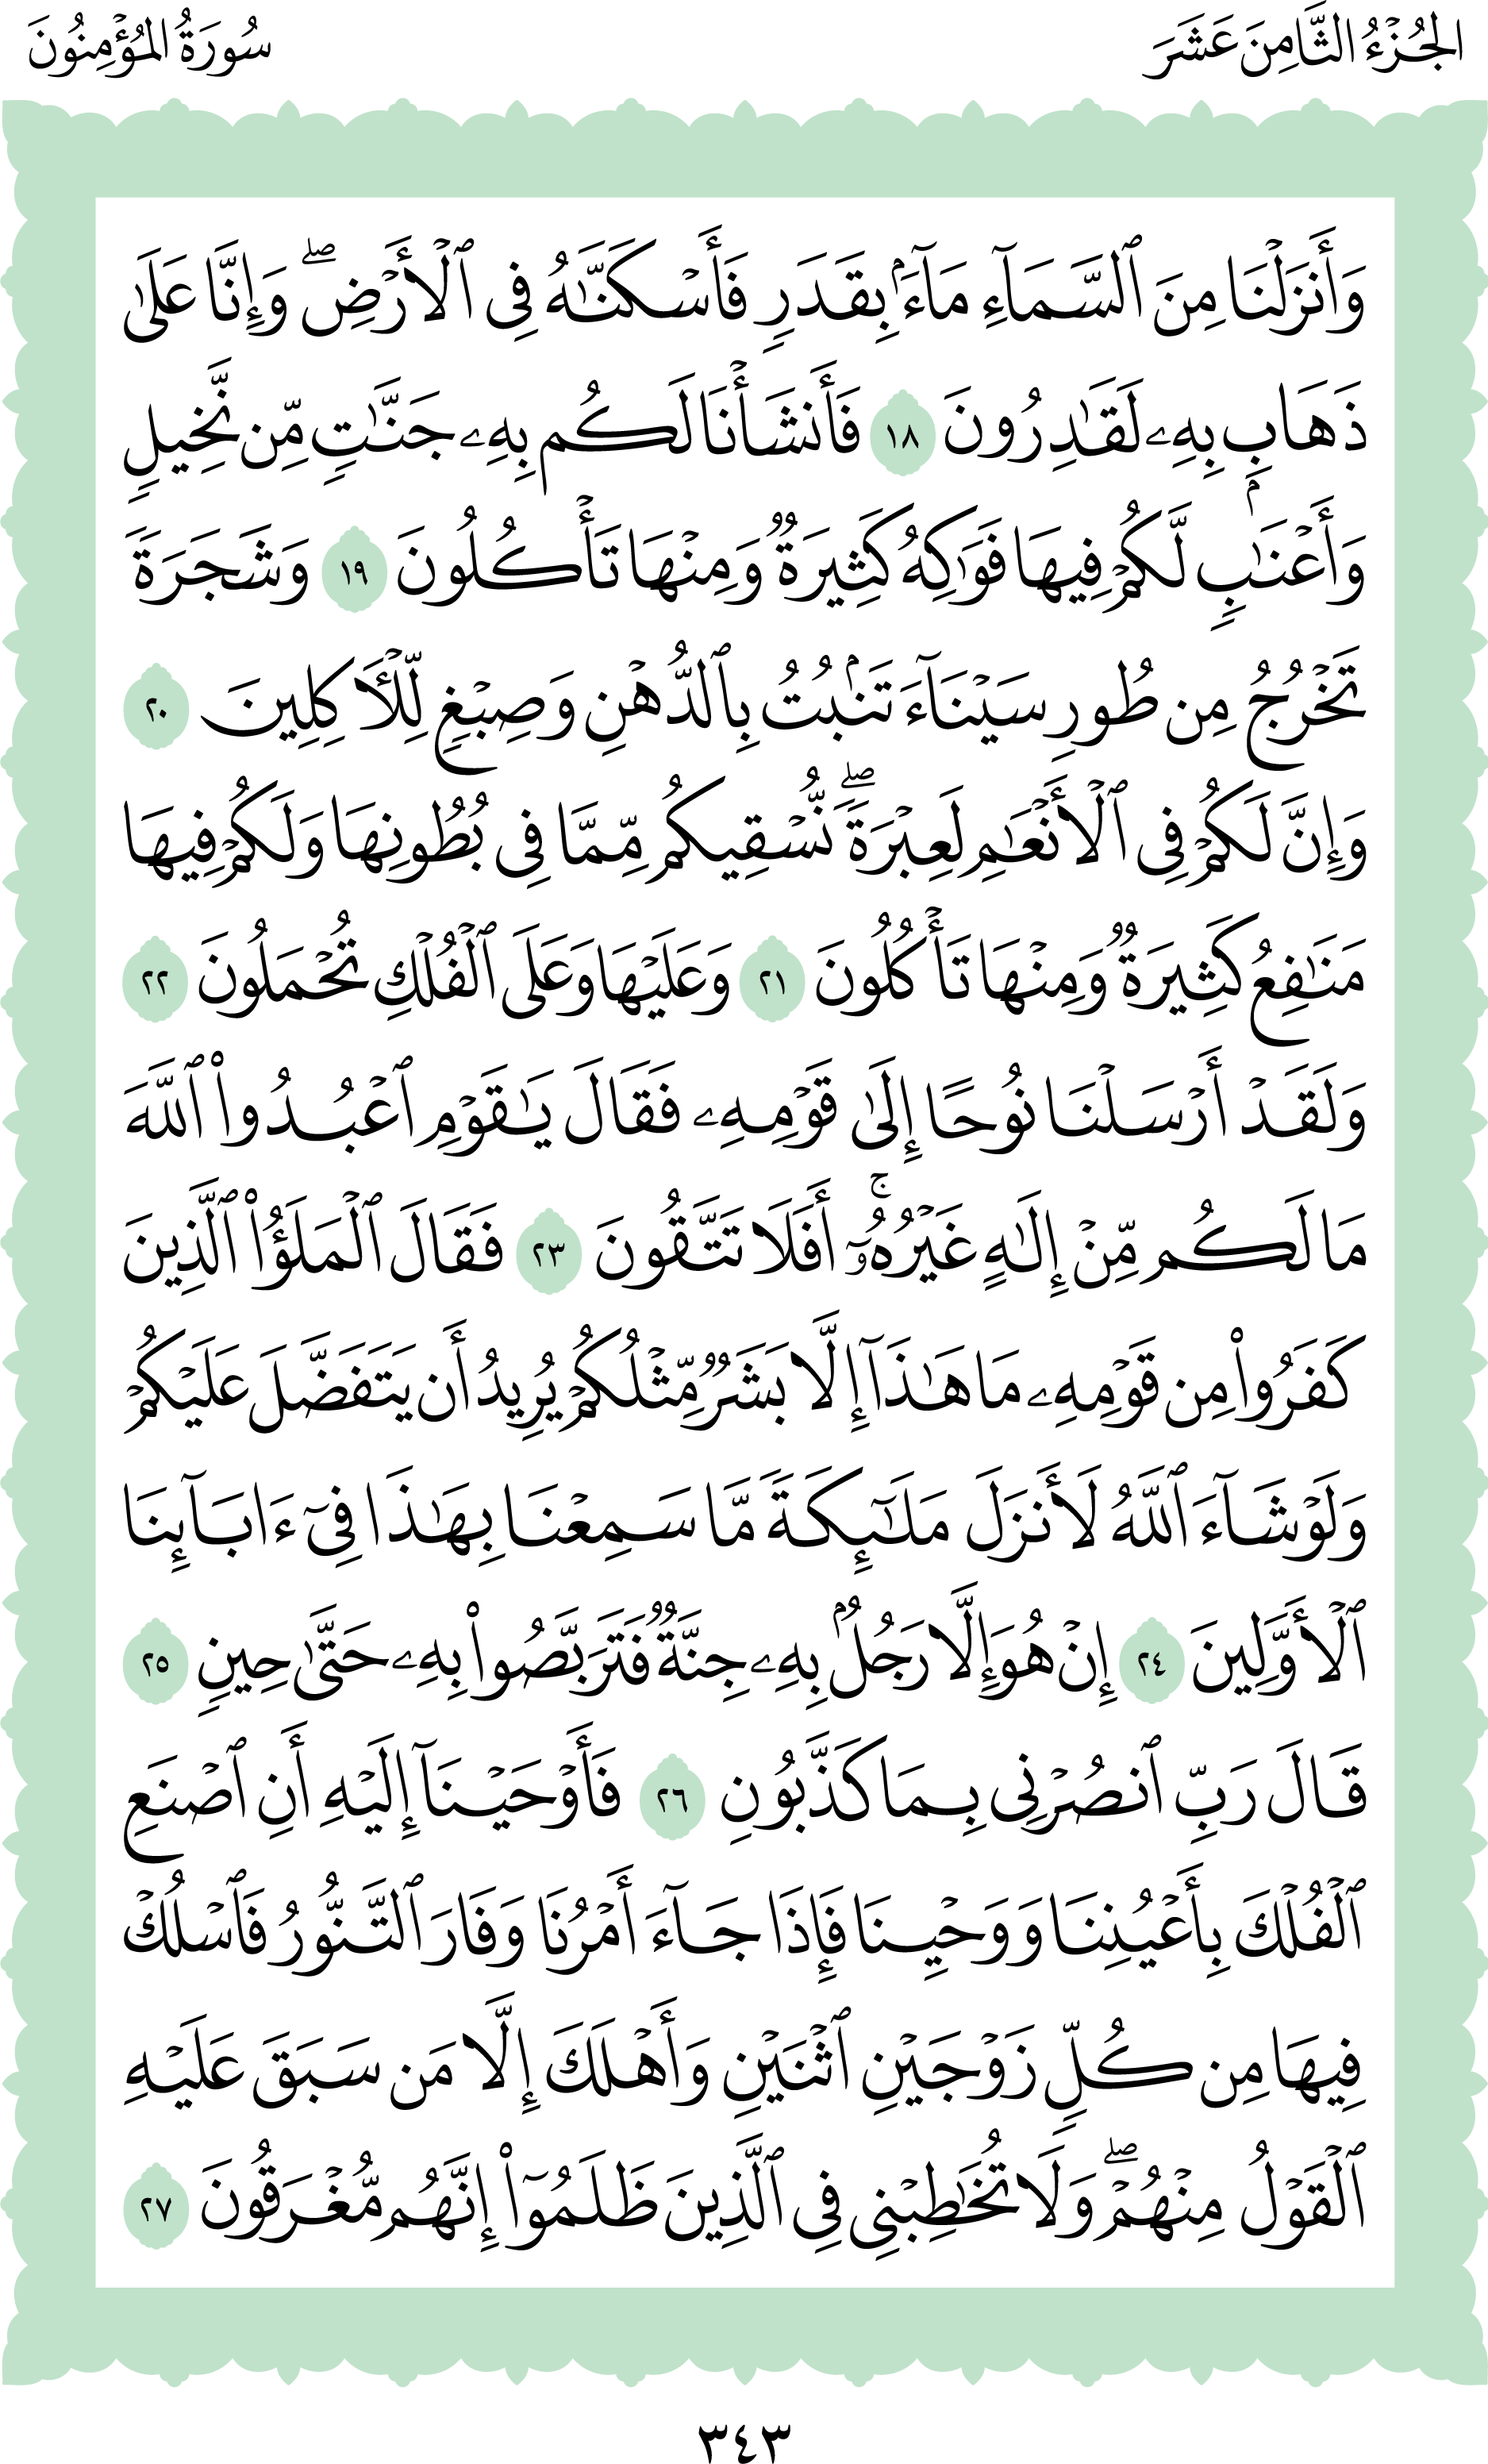 الجُزْءُ الثَّامِنَ عَشَرَ
سُورَةُ المُؤْمِنُونَ
وَأَنزَلْنَا مِنَ ٱلسَّمَآءِ مَآءَۢ بِقَدَرٍ فَأَسْكَنَّٰهُ فِى ٱلْأَرْضِ ۖ وَإِنَّا عَلَىٰ
ذَهَابٍۭ بِهِۦ لَقَٰدِرُونَ ١٨ فَأَنشَأْنَا لَكُم بِهِۦ جَنَّٰتٍ مِّن نَّخِيلٍ
وَأَعْنَٰبٍ لَّكُمْ فِيهَا فَوَٰكِهُ كَثِيرَةٌ وَمِنْهَا تَأْكُلُونَ ١٩ وَشَجَرَةً
تَخْرُجُ مِن طُورِ سَيْنَآءَ تَنۢبُتُ بِٱلدُّهْنِ وَصِبْغٍ لِّلْـَٔاكِلِينَ ٢٠
وَإِنَّ لَكُمْ فِى ٱلْأَنْعَٰمِ لَعِبْرَةً ۖ نُّسْقِيكُم مِّمَّا فِى بُطُونِهَا وَلَكُمْ فِيهَا
مَنَٰفِعُ كَثِيرَةٌ وَمِنْهَا تَأْكُلُونَ ٢١ وَعَلَيْهَا وَعَلَى ٱلْفُلْكِ تُحْمَلُونَ ٢٢
وَلَقَدْ أَرْسَلْنَا نُوحًا إِلَىٰ قَوْمِهِۦ فَقَالَ يَٰقَوْمِ ٱعْبُدُوا۟ ٱللَّهَ
مَا لَكُم مِّنْ إِلَٰهٍ غَيْرُهُۥٓ ۚ أَفَلَا تَتَّقُونَ ٢٣ فَقَالَ ٱلْمَلَؤُا۟ ٱلَّذِينَ
كَفَرُوا۟ مِن قَوْمِهِۦ مَا هَٰذَآ إِلَّا بَشَرٌ مِّثْلُكُمْ يُرِيدُ أَن يَتَفَضَّلَ عَلَيْكُمْ
وَلَوْ شَآءَ ٱللَّهُ لَأَنزَلَ مَلَٰٓئِكَةً مَّا سَمِعْنَا بِهَٰذَا فِىٓ ءَابَآئِنَا
ٱلْأَوَّلِينَ ٢٤ إِنْ هُوَ إِلَّا رَجُلٌۢ بِهِۦ جِنَّةٌ فَتَرَبَّصُوا۟ بِهِۦ حَتَّىٰ حِينٍ ٢٥
قَالَ رَبِّ ٱنصُرْنِى بِمَا كَذَّبُونِ ٢٦ فَأَوْحَيْنَآ إِلَيْهِ أَنِ ٱصْنَعِ
ٱلْفُلْكَ بِأَعْيُنِنَا وَوَحْيِنَا فَإِذَا جَآءَ أَمْرُنَا وَفَارَ ٱلتَّنُّورُ فَٱسْلُكْ
فِيهَا مِن كُلٍّ زَوْجَيْنِ ٱثْنَيْنِ وَأَهْلَكَ إِلَّا مَن سَبَقَ عَلَيْهِ
ٱلْقَوْلُ مِنْهُمْ ۖ وَلَا تُخَٰطِبْنِى فِى ٱلَّذِينَ ظَلَمُوٓا۟ إِنَّهُم مُّغْرَقُونَ ٢٧
٣٤٣